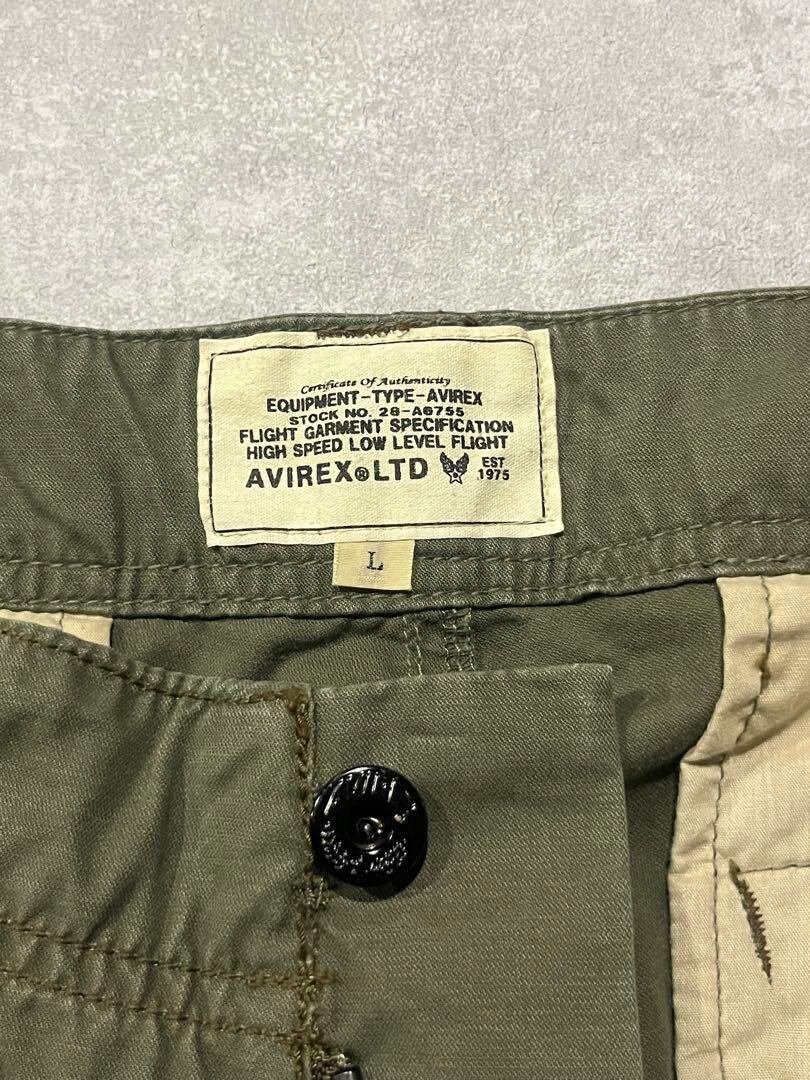 Certificate Of Authenticity
EQUIPMENT-TYPE-AVIREX
STOCK NO. 28-A6755
FLIGHT GARMENT SPECIFICATION
HIGH SPEED LOW LEVEL FLIGHT
AVIREX®LTD EST 1975
L